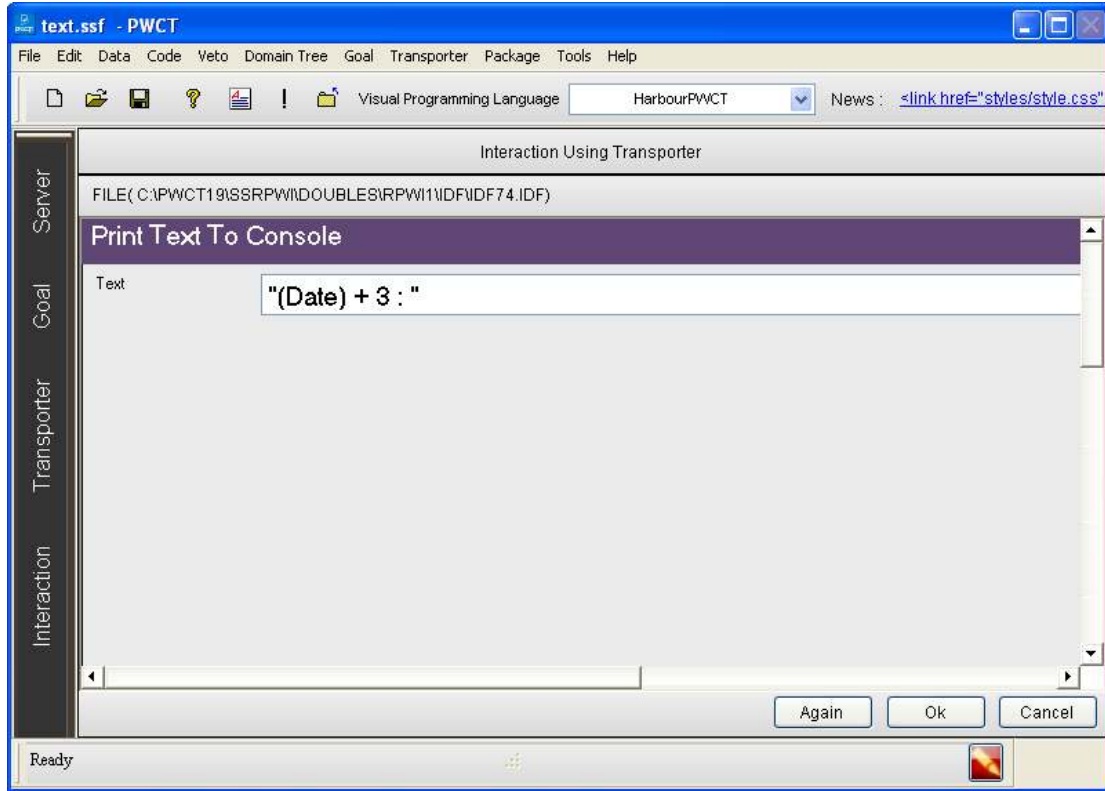 text.ssf - PWCT
File Edit Data Code Veto Domain Tree Goal Transporter Package Tools Help
Visual Programming Language HarbourPWCT News : <link href="styles/style.css"
Interaction Using Transporter
FILE( C:\PWCT19\SSRPWI\DOUBLES\RPWI1\IDF\IDF74.IDF)
Print Text To Console
Text "(Date) + 3 : "
Server
Goal
Transporter
Interaction
Again Ok Cancel
Ready